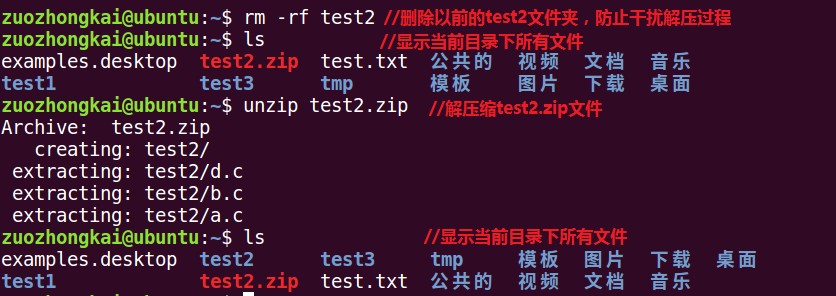 zuozhongkai@ubuntu:~$ rm -rf test2 //删除以前的test2文件夹，防止干扰解压过程
zuozhongkai@ubuntu:~$ ls //显示当前目录下所有文件
examples.desktop test2.zip test.txt 公共的 视频 文档 音乐
test1 test3 tmp 模板 图片 下载 桌面
zuozhongkai@ubuntu:~$ unzip test2.zip //解压缩test2.zip文件
Archive: test2.zip
creating: test2/
extracting: test2/d.c
extracting: test2/b.c
extracting: test2/a.c
zuozhongkai@ubuntu:~$ ls //显示当前目录下所有文件
examples.desktop test2 test3 tmp 模板 图片 下载 桌面
test1 test2.zip test.txt 公共的 视频 文档 音乐